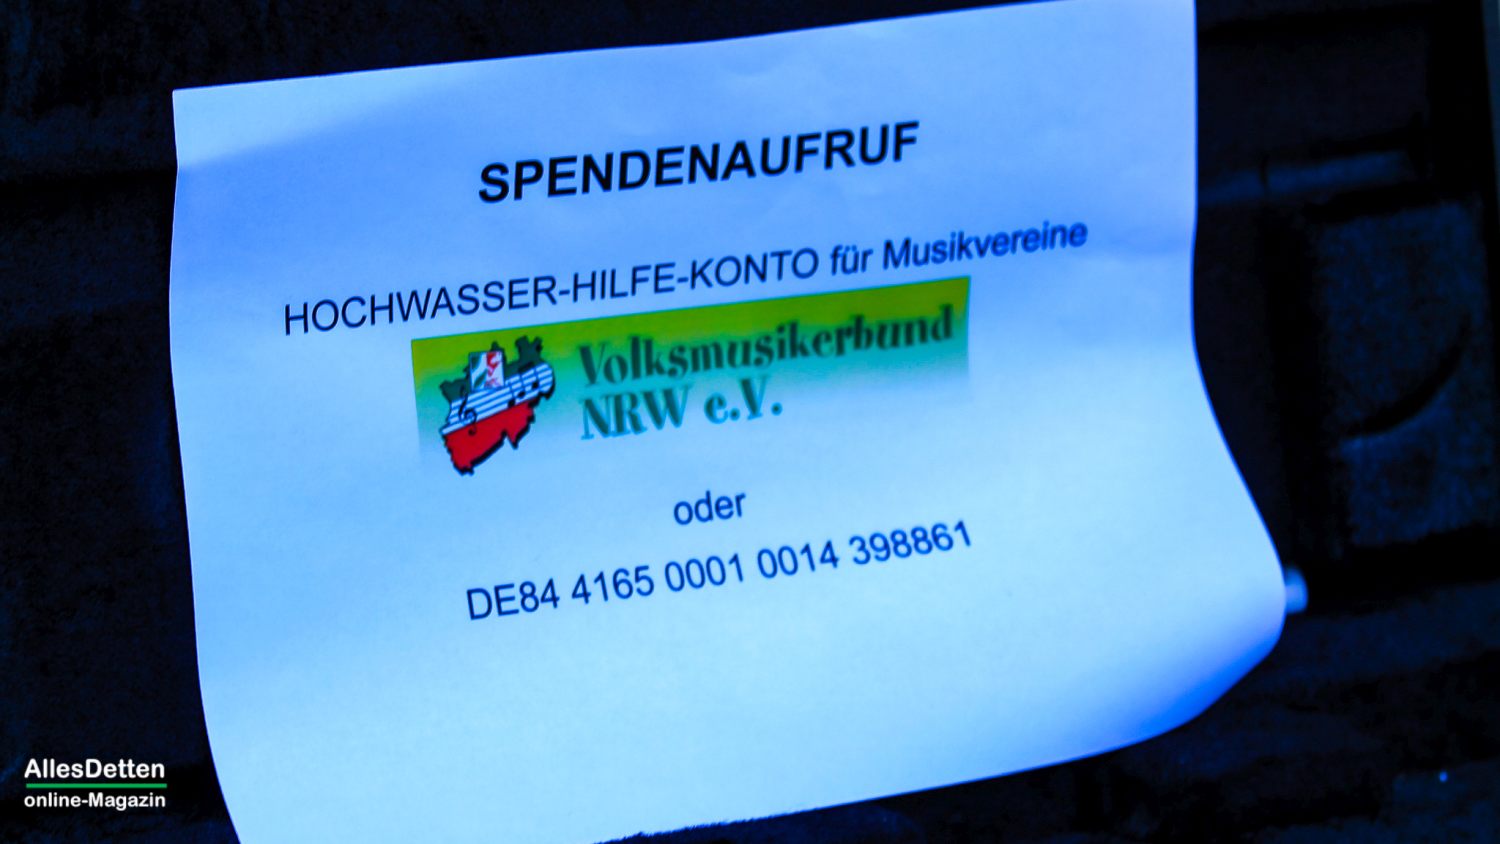 SPENDENAUFRUF
HOCHWASSER-HILFE-KONTO für Musikvereine
Volksmusikerbund
NRW e.V.
oder
DE84 4165 0001 0014 398861
AllesDetten
online-Magazin